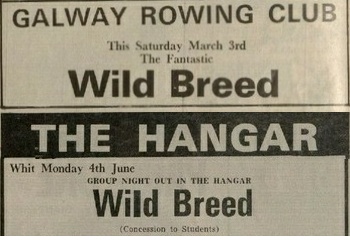 GALWAY ROWING CLUB
This Saturday March 3rd
The Fantastic
Wild Breed
THE HANGAR
Whit Monday 4th June
GROUP NIGHT OUT IN THE HANGAR
Wild Breed
(Concession to Students)